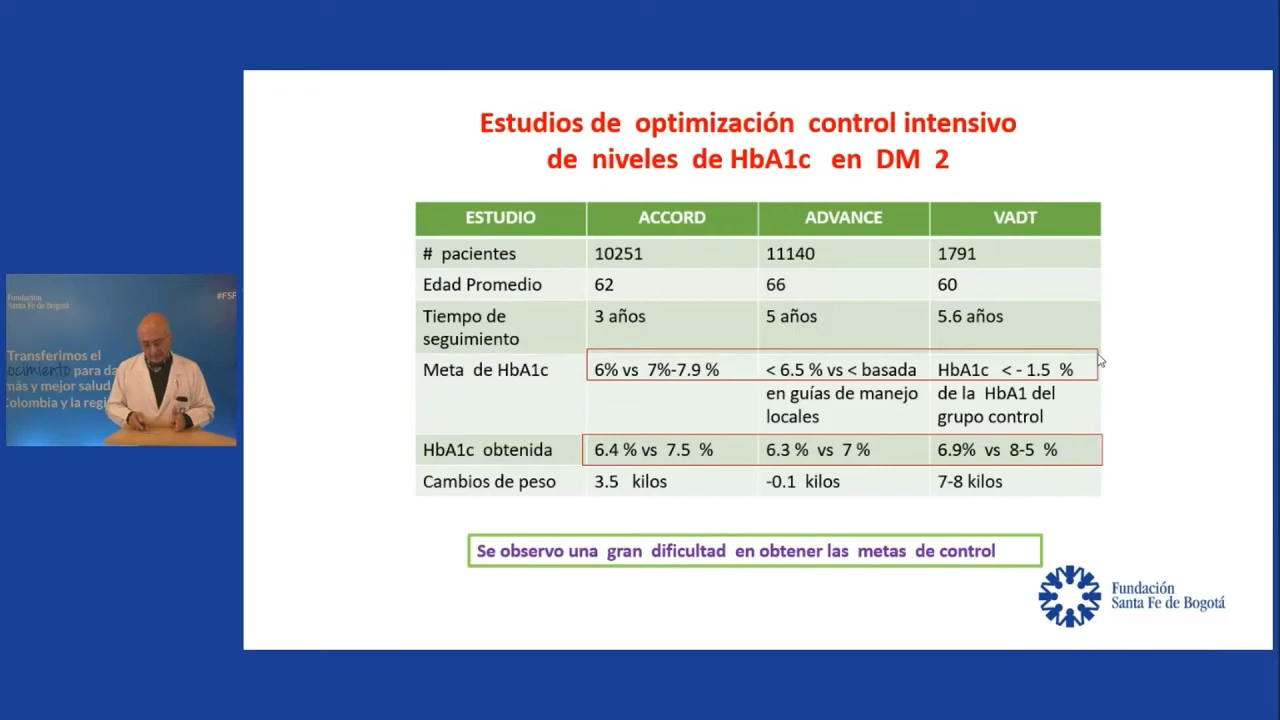 Estudios de optimización control intensivo
de niveles de HbA1c en DM 2
ESTUDIO ACCORD ADVANCE VADT
# pacientes 10251 11140 1791
Edad Promedio 62 66 60
Tiempo de seguimiento 3 años 5 años 5.6 años
Meta de HbA1c 6% vs 7%-7.9 % < 6.5 % vs < basada HbA1c < - 1.5 %
en guías de manejo de la HbA1 del
locales grupo control
HbA1c obtenida 6.4 % vs 7.5 % 6.3 % vs 7 % 6.9% vs 8-5 %
Cambios de peso 3.5 kilos -0.1 kilos 7-8 kilos
Se observo una gran dificultad en obtener las metas de control
Fundación
Santa Fe de Bogotá
Fundación
Santa Fe de Bogotá
#FSF
Transferimos el
ocimiento para da
más y mejor salud
Colombia y la regi